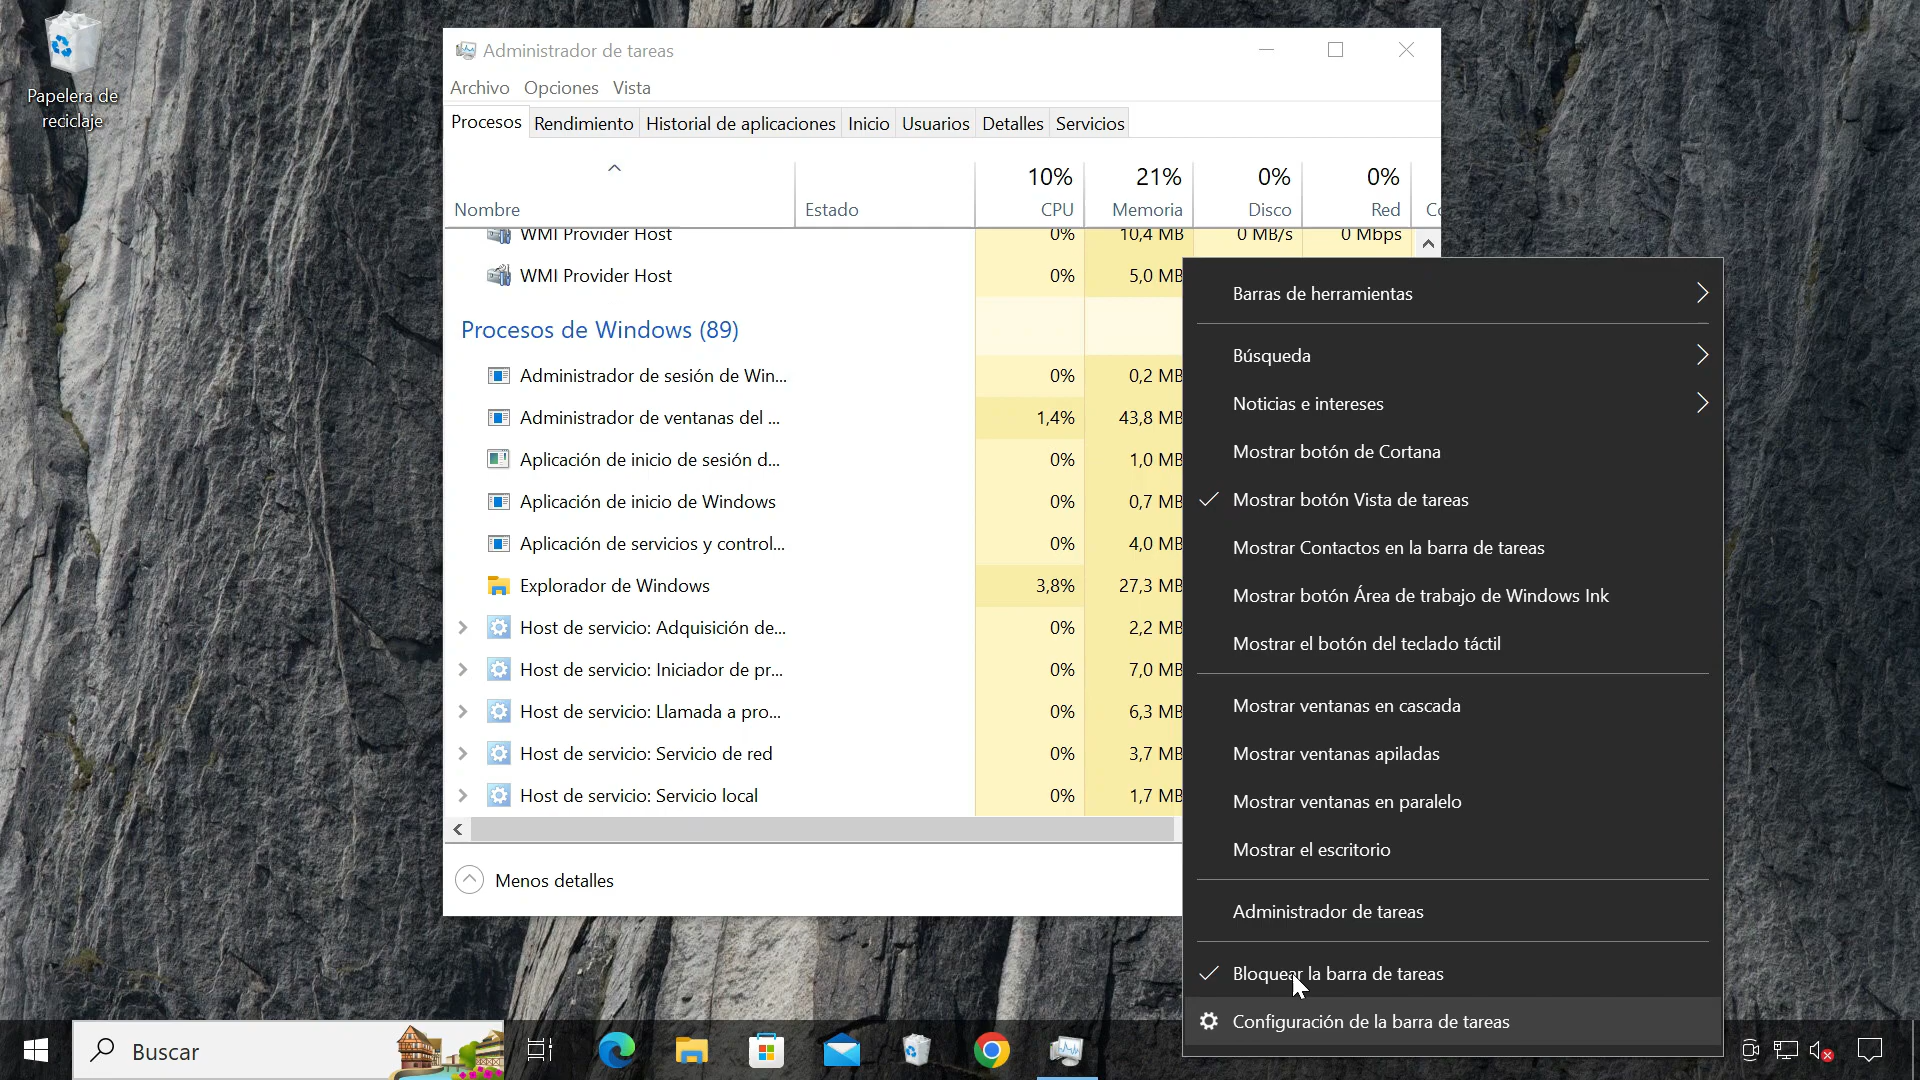 Papelera de
reciclaje
Administrador de tareas
Archivo Opciones Vista
Procesos Rendimiento Historial de aplicaciones Inicio Usuarios Detalles Servicios
10% 21% 0% 0%
Nombre Estado CPU Memoria Disco Red
WMI Provider Host 0% 10,4 MB 0 MB/s 0 Mbps
WMI Provider Host 0% 5,0 MB
Procesos de Windows (89)
Administrador de sesión de Win... 0% 0,2 MB
Administrador de ventanas del ... 1,4% 43,8 MB
Aplicación de inicio de sesión d... 0% 1,0 MB
Aplicación de inicio de Windows 0% 0,7 MB
Aplicación de servicios y control... 0% 4,0 MB
Explorador de Windows 3,8% 27,3 MB
Host de servicio: Adquisición de... 0% 2,2 MB
Host de servicio: Iniciador de pr... 0% 7,0 MB
Host de servicio: Llamada a pro... 0% 6,3 MB
Host de servicio: Servicio de red 0% 3,7 MB
Host de servicio: Servicio local 0% 1,7 MB
Menos detalles
Barras de herramientas
Búsqueda
Noticias e intereses
Mostrar botón de Cortana
Mostrar botón Vista de tareas
Mostrar Contactos en la barra de tareas
Mostrar botón Área de trabajo de Windows Ink
Mostrar el botón del teclado táctil
Mostrar ventanas en cascada
Mostrar ventanas apiladas
Mostrar ventanas en paralelo
Mostrar el escritorio
Administrador de tareas
Bloquear la barra de tareas
Configuración de la barra de tareas
Buscar